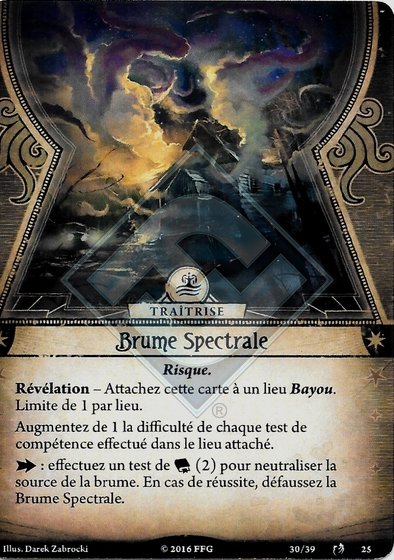 TRAÎTRISE
Brume Spectrale
Risque.
Révélation – Attachez cette carte à un lieu Bayou.
Limite de 1 par lieu.
Augmentez de 1 la difficulté de chaque test de
compétence effectué dans le lieu attaché.
: effectuez un test de (2) pour neutraliser la
source de la brume. En cas de réussite, défaussez la
Brume Spectrale.
Illus. Darek Zabrocki © 2016 FFG 30/39 25